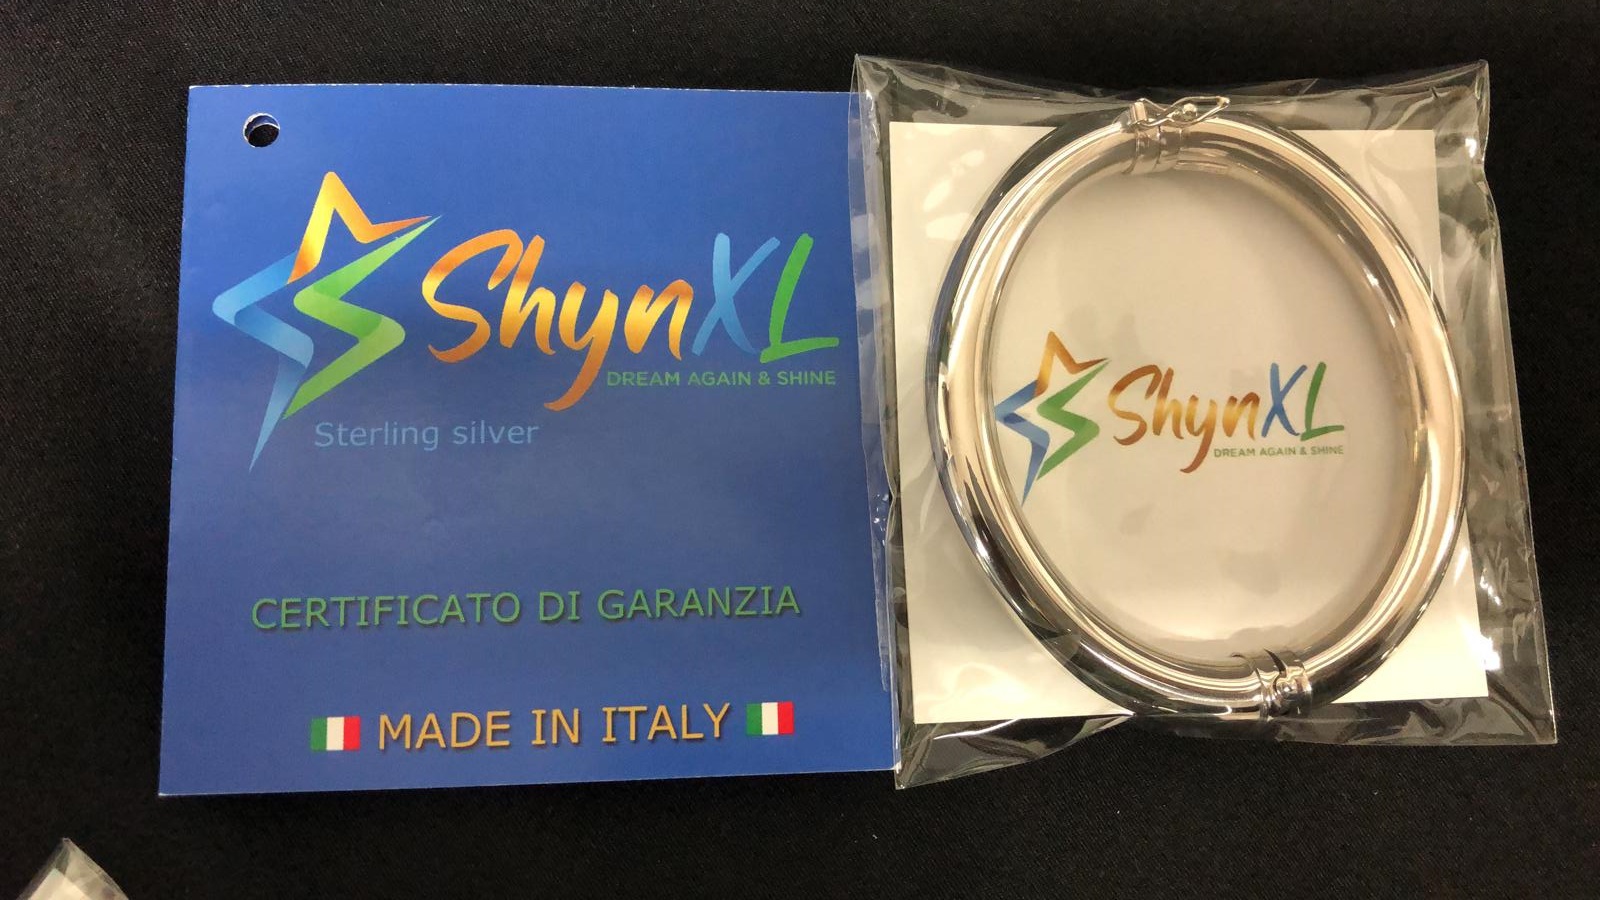 ShynXL
DREAM AGAIN & SHINE
Sterling silver
CERTIFICATO DI GARANZIA
MADE IN ITALY
ShynXL
DREAM AGAIN & SHINE